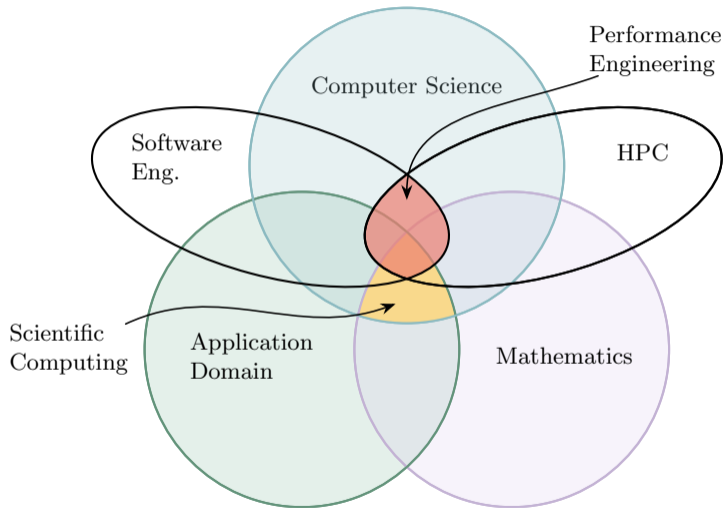 Performance
Engineering
Computer Science
Software
Eng.
HPC
Scientific
Computing
Application
Domain
Mathematics